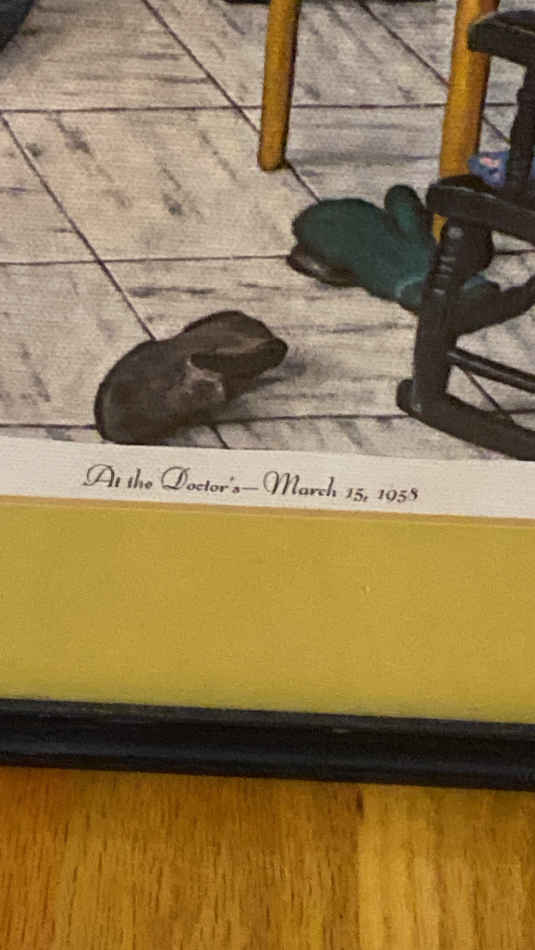 At the Doctor's—March 15, 1958